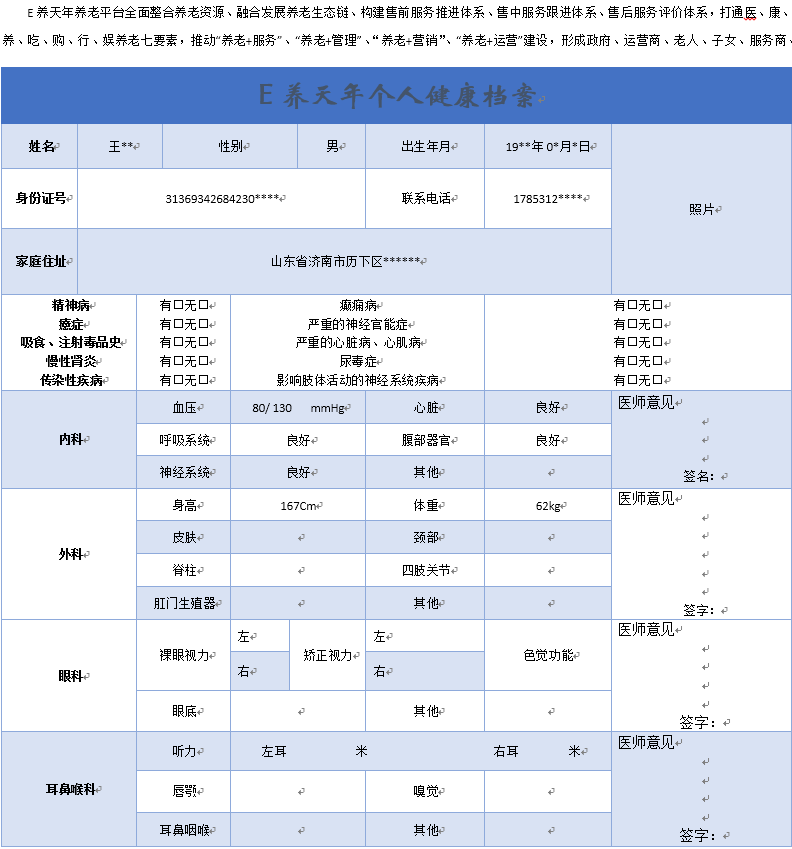 E 养天年养老平台全面整合养老资源、融合发展养老生态链、构建售前服务推进体系、售中服务跟进体系、售后服务评价体系，打通医、康、
养、吃、购、行、娱养老七要素，推动“养老+服务”、“养老+管理”、“养老+营销”、“养老+运营”建设，形成政府、运营商、老人、子女、服务商、
E 养天年个人健康档案
姓名 王** 性别 男 出生年月 19**年 0*月*日 照片
身份证号 31369342684230**** 联系电话 1785312****
家庭住址 山东省济南市历下区******
精神病 有□无□ 癫痫病 有□无□
癔症 有□无□ 严重的神经官能症 有□无□
吸食、注射毒品史 有□无□ 严重的心脏病、心肌病 有□无□
慢性肾炎 有□无□ 尿毒症 有□无□
传染性疾病 有□无□ 影响肢体活动的神经系统疾病 有□无□
内科 血压 80/ 130 mmHg 心脏 良好 医师意见
呼吸系统 良好 腹部器官 良好
神经系统 良好 其他 签名：
外科 身高 167Cm 体重 62kg 医师意见
皮肤 颈部
脊柱 四肢关节
肛门生殖器 其他 签字：
眼科 裸眼视力 左 矫正视力 左 色觉功能 医师意见
右 右
眼底 其他 签字：
耳鼻喉科 听力 左耳 米 右耳 米 医师意见
唇颚 嗅觉
耳鼻咽喉 其他 签字：